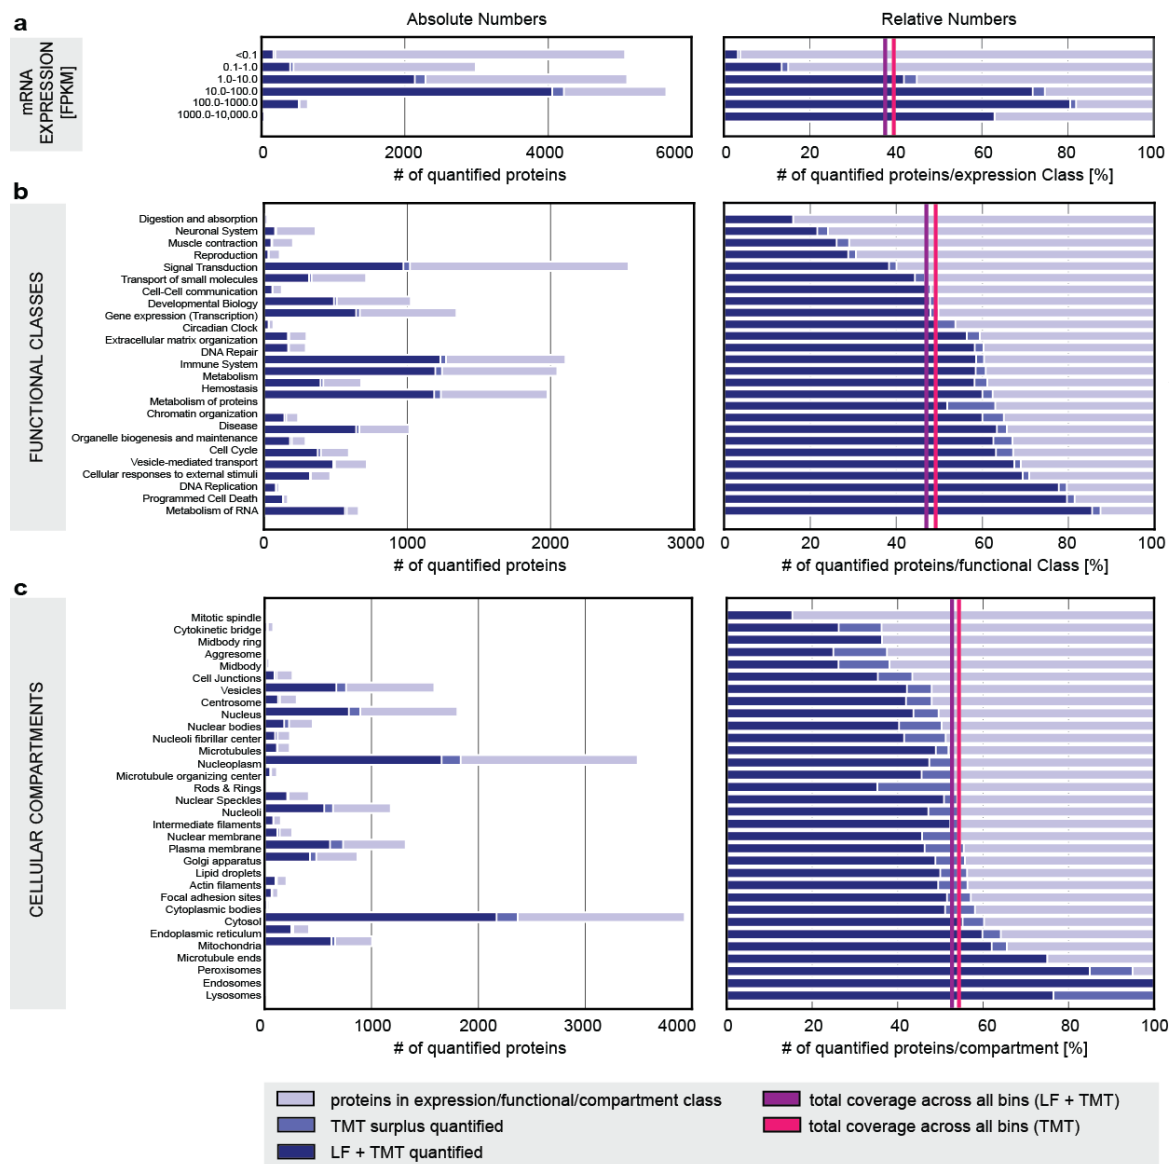 a
Absolute Numbers
Relative Numbers
mRNA
EXPRESSION
[FPKM]
<0.1
0.1-1.0
1.0-10.0
10.0-100.0
100.0-1000.0
1000.0-10,000.0
0 2000 4000 6000
# of quantified proteins
0 20 40 60 80 100
# of quantified proteins/expression Class [%]
b
FUNCTIONAL CLASSES
Digestion and absorption
Neuronal System
Muscle contraction
Reproduction
Signal Transduction
Transport of small molecules
Cell-Cell communication
Developmental Biology
Gene expression (Transcription)
Circadian Clock
Extracellular matrix organization
DNA Repair
Immune System
Metabolism
Hemostasis
Metabolism of proteins
Chromatin organization
Disease
Organelle biogenesis and maintenance
Cell Cycle
Vesicle-mediated transport
Cellular responses to external stimuli
DNA Replication
Programmed Cell Death
Metabolism of RNA
0 1000 2000 3000
# of quantified proteins
0 20 40 60 80 100
# of quantified proteins/functional Class [%]
c
CELLULAR COMPARTMENTS
Mitotic spindle
Cytokinetic bridge
Midbody ring
Aggresome
Midbody
Cell Junctions
Vesicles
Centrosome
Nucleus
Nuclear bodies
Nucleoli fibrillar center
Microtubules
Nucleoplasm
Microtubule organizing center
Rods & Rings
Nuclear Speckles
Nucleoli
Intermediate filaments
Nuclear membrane
Plasma membrane
Golgi apparatus
Lipid droplets
Actin filaments
Focal adhesion sites
Cytoplasmic bodies
Cytosol
Endoplasmic reticulum
Mitochondria
Microtubule ends
Peroxisomes
Endosomes
Lysosomes
0 1000 2000 3000 4000
# of quantified proteins
0 20 40 60 80 100
# of quantified proteins/compartment [%]
proteins in expression/functional/compartment class
TMT surplus quantified
LF + TMT quantified
total coverage across all bins (LF + TMT)
total coverage across all bins (TMT)